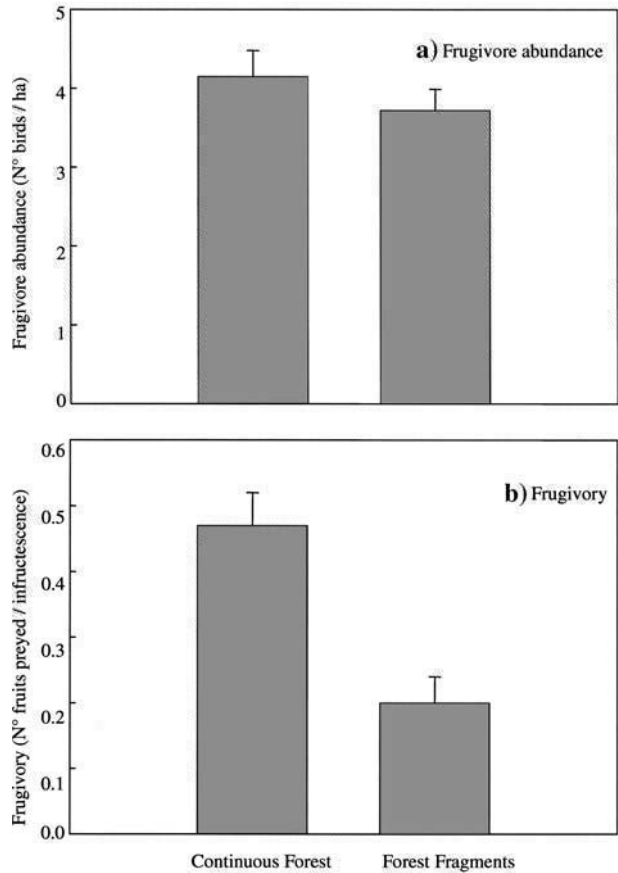 a) Frugivore abundance
Frugivore abundance (N° birds / ha)
5
4
3
2
1
0
b) Frugivory
Frugivory (N° fruits preyed / infructescence)
0.6
0.5
0.4
0.3
0.2
0.1
0.0
Continuous Forest
Forest Fragments